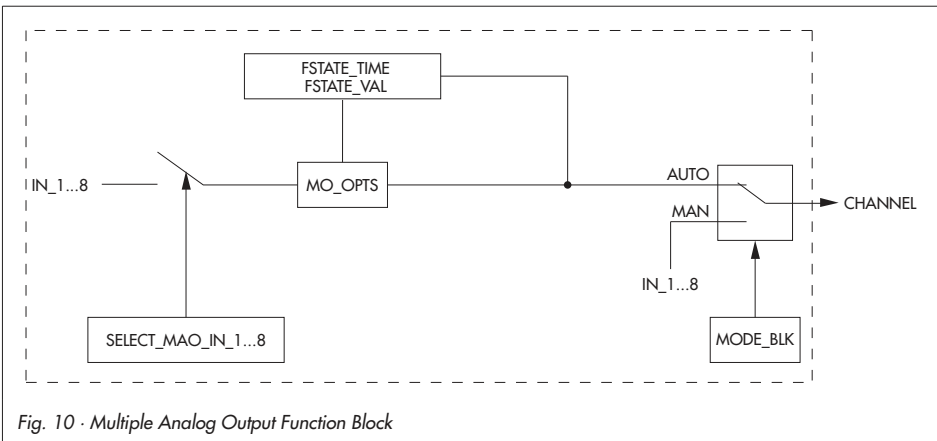 FSTATE_TIME
FSTATE_VAL
IN_1...8
MO_OPTS
AUTO
MAN
CHANNEL
IN_1...8
SELECT_MAO_IN_1...8
MODE_BLK
Fig. 10 · Multiple Analog Output Function Block